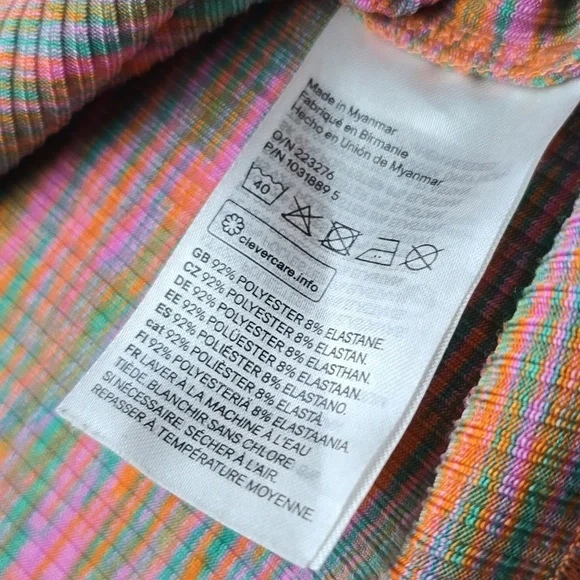 Made in Myanmar
Fabriqué en Birmanie
Hecho en Unión de Myanmar
O/N 223276
P/N 1031889 5
40
clevercare.info
GB 92% POLYESTER 8% ELASTANE.
CZ 92% POLYESTER 8% ELASTAN.
DE 92% POLYESTER 8% ELASTHAN.
EE 92% POLÜESTER 8% ELASTAAN.
ES 92% POLIÉSTER 8% ELASTANO.
cat 92% POLIÈSTER 8% ELASTÀ.
FI 92% POLYESTERIÄ 8% ELASTAANIA.
FR LAVER À LA MACHINE À L'EAU
TIÈDE. BLANCHIR SANS CHLORE
SI NÉCESSAIRE. SÉCHER À L'AIR.
REPASSER À TEMPÉRATURE MOYENNE.